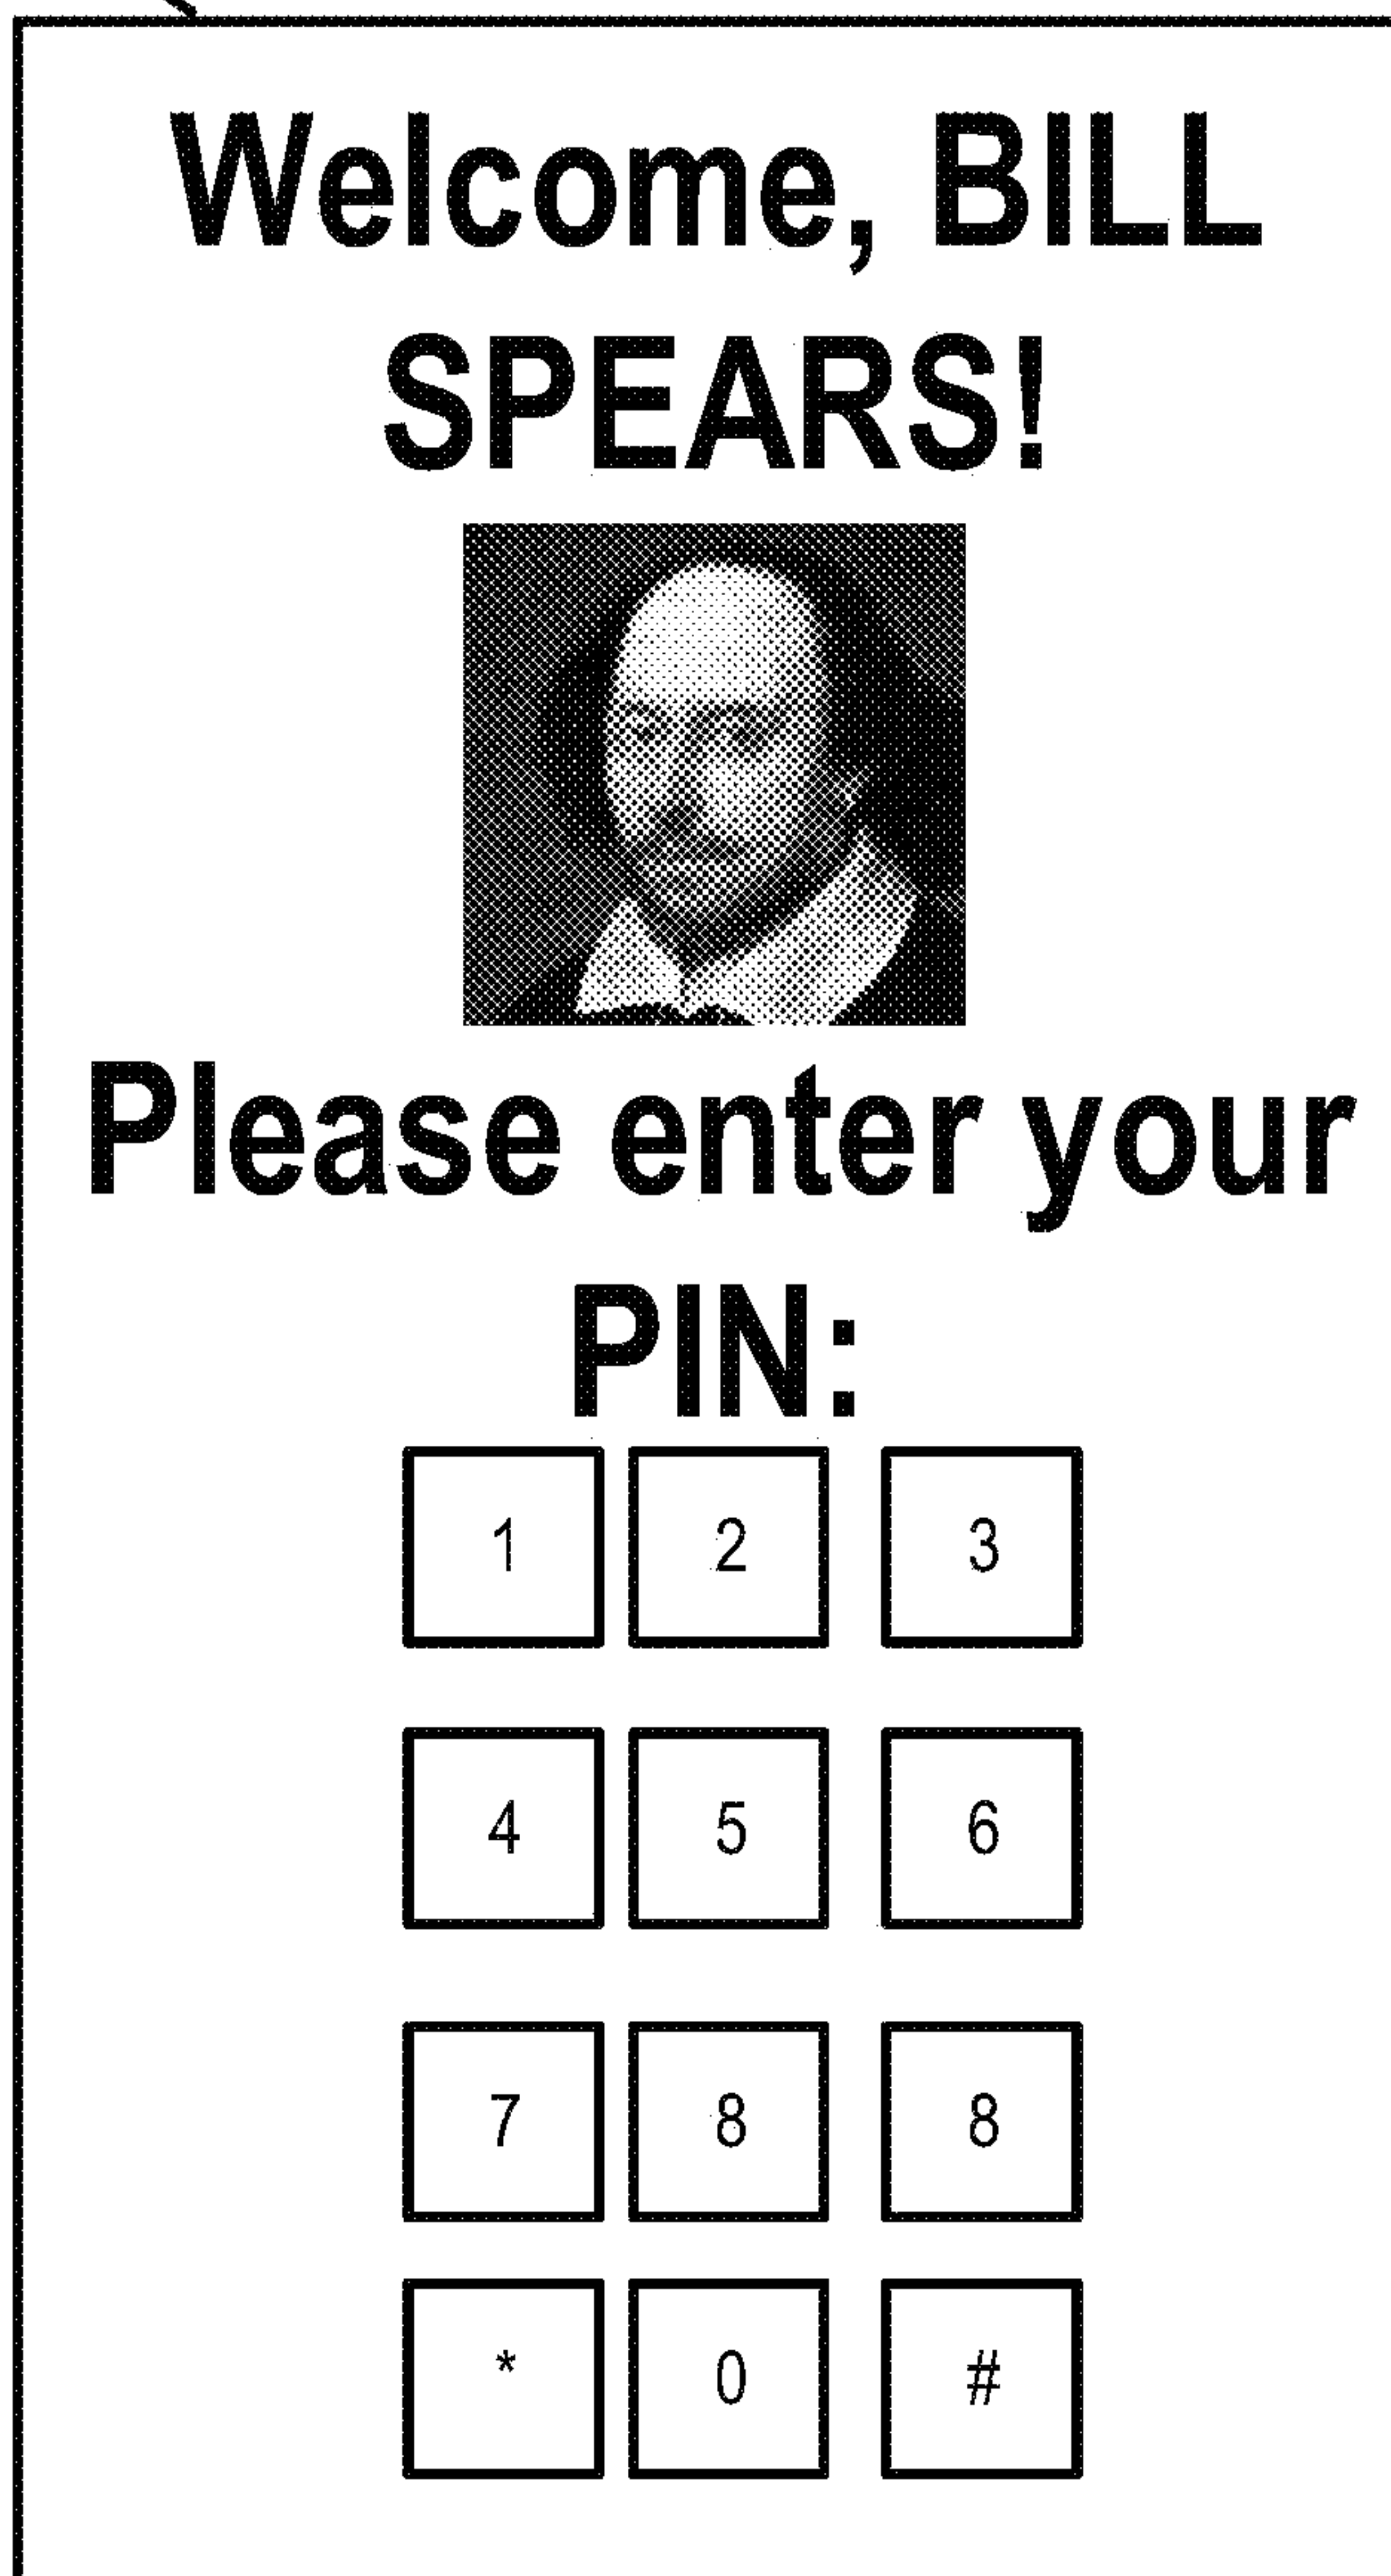 Welcome, BILL
SPEARS!
Please enter your
PIN:
1 2 3
4 5 6
7 8 8
* 0 #